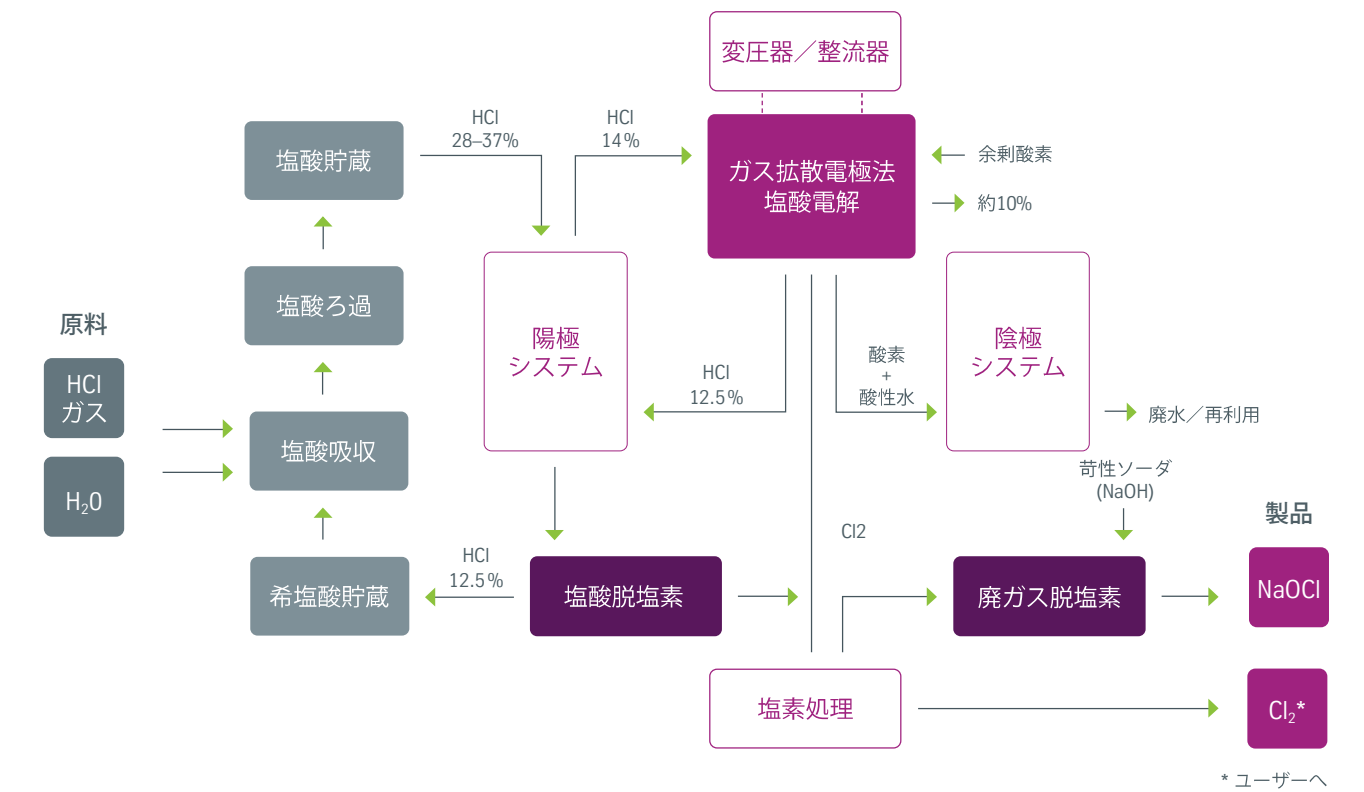 変圧器／整流器
HCl
28–37%
HCl
14%
塩酸貯蔵
ガス拡散電極法
塩酸電解
余剰酸素
約10%
塩酸ろ過
原料
HCl
ガス
陽極
システム
陰極
システム
酸素
+
酸性水
HCl
12.5%
廃水／再利用
塩酸吸収
H₂0
苛性ソーダ
(NaOH)
製品
Cl2
HCl
12.5%
希塩酸貯蔵
塩酸脱塩素
廃ガス脱塩素
NaOCl
塩素処理
Cl₂*
* ユーザーへ